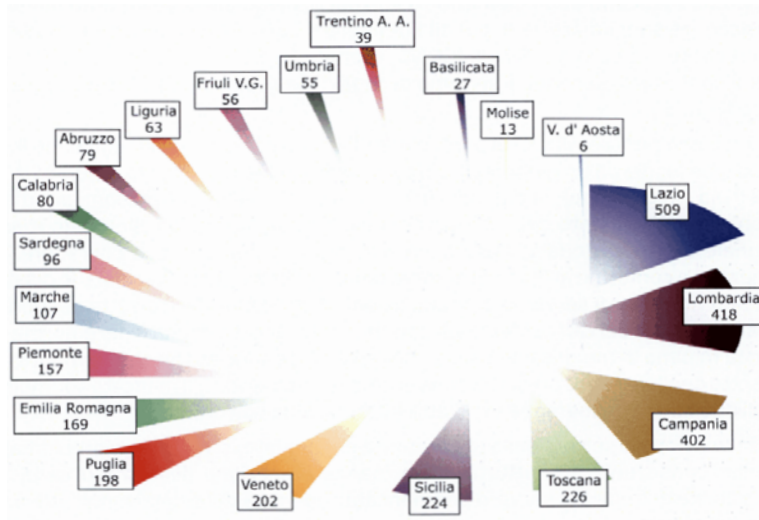 Trentino A. A.
39
Basilicata
27
Umbria
55
Friuli V.G.
56
Molise
13
Liguria
63
V. d' Aosta
6
Abruzzo
79
Calabria
80
Lazio
509
Sardegna
96
Lombardia
418
Marche
107
Piemonte
157
Emilia Romagna
169
Campania
402
Puglia
198
Veneto
202
Sicilia
224
Toscana
226